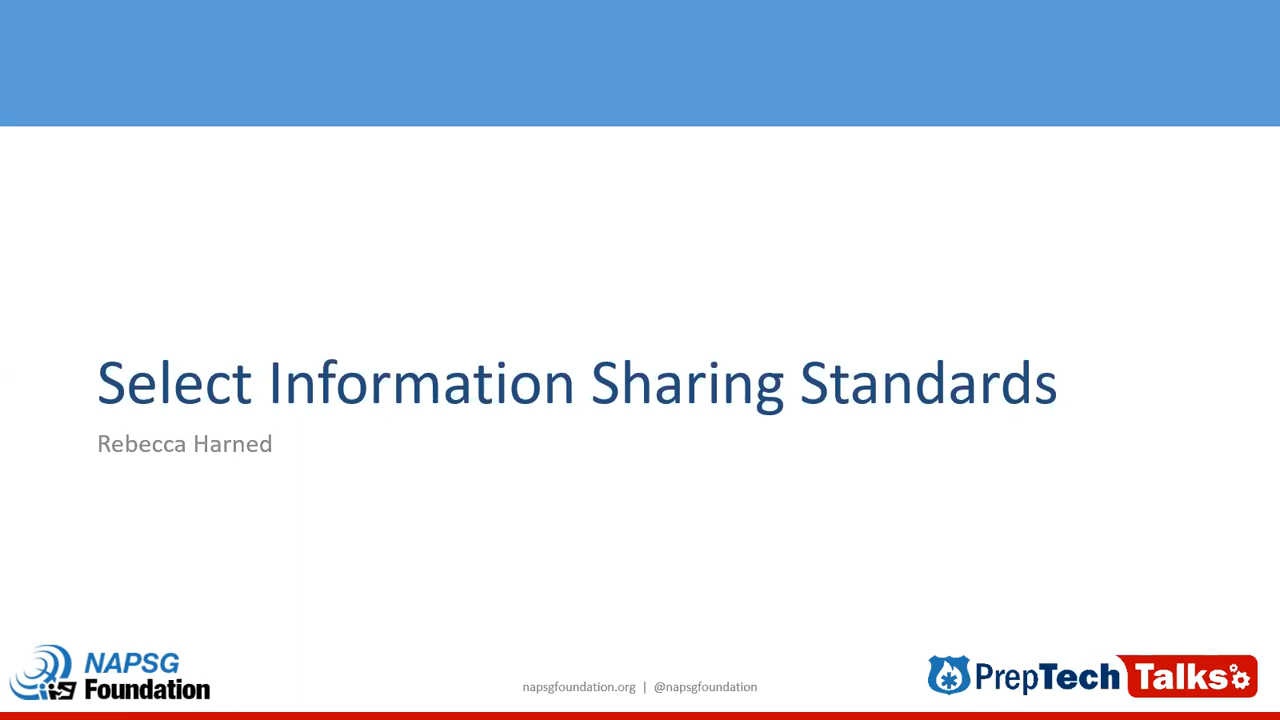 Select Information Sharing Standards
Rebecca Harned
NAPSG
Foundation
napsgfoundation.org | @napsgfoundation
PrepTech Talks